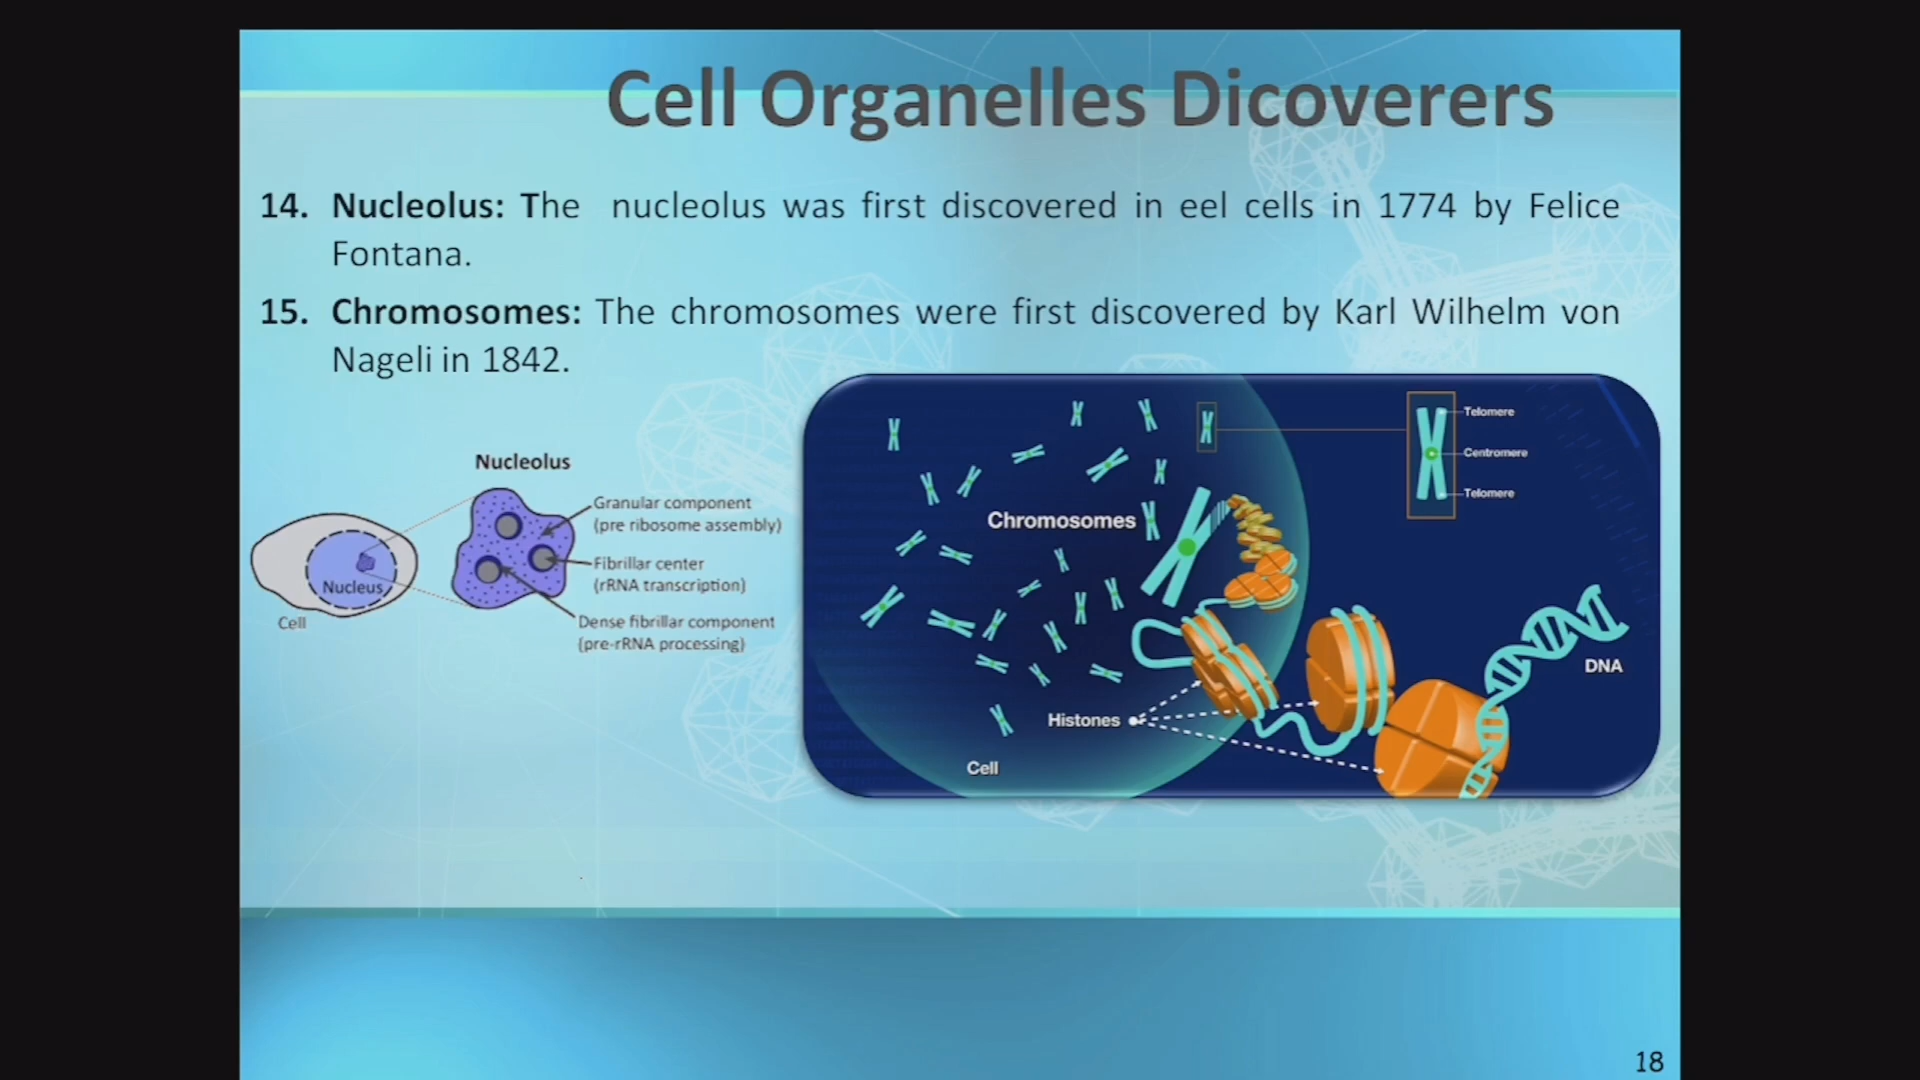 Cell Organelles Dicoverers
14. Nucleolus: The nucleolus was first discovered in eel cells in 1774 by Felice
Fontana.
15. Chromosomes: The chromosomes were first discovered by Karl Wilhelm von
Nageli in 1842.
Nucleolus
Granular component
(pre ribosome assembly)
Fibrillar center
(rRNA transcription)
Dense fibrillar component
(pre-rRNA processing)
Nucleus
Cell
Telomere
Centromere
Telomere
Chromosomes
DNA
Histones
Cell
18